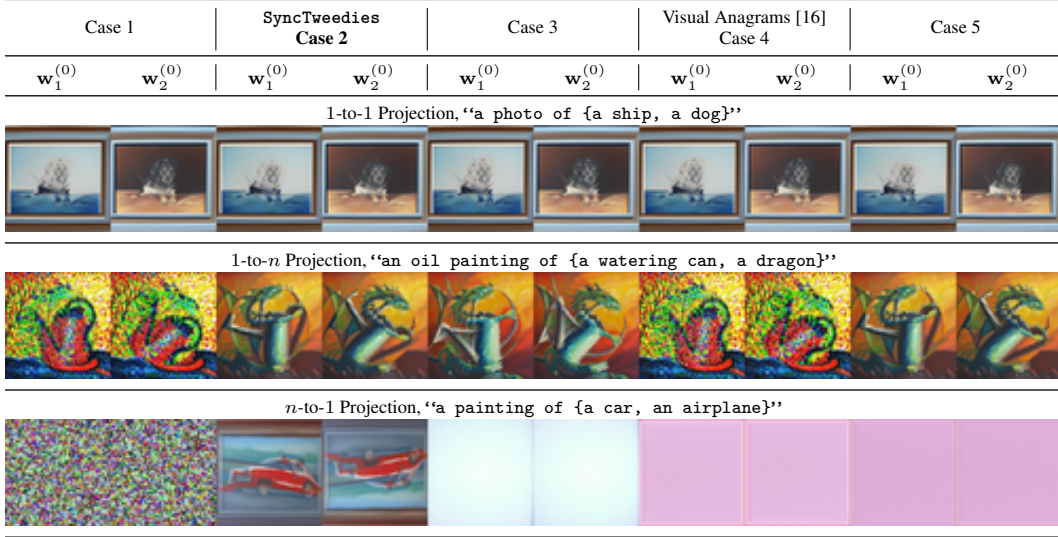 Case 1 SyncTweedies Case 2 Case 3 Visual Anagrams [16] Case 4 Case 5
w₁⁽⁰⁾ w₂⁽⁰⁾ w₁⁽⁰⁾ w₂⁽⁰⁾ w₁⁽⁰⁾ w₂⁽⁰⁾ w₁⁽⁰⁾ w₂⁽⁰⁾ w₁⁽⁰⁾ w₂⁽⁰⁾
1-to-1 Projection, “a photo of {a ship, a dog}”
1-to-n Projection, “an oil painting of {a watering can, a dragon}”
n-to-1 Projection, “a painting of {a car, an airplane}”